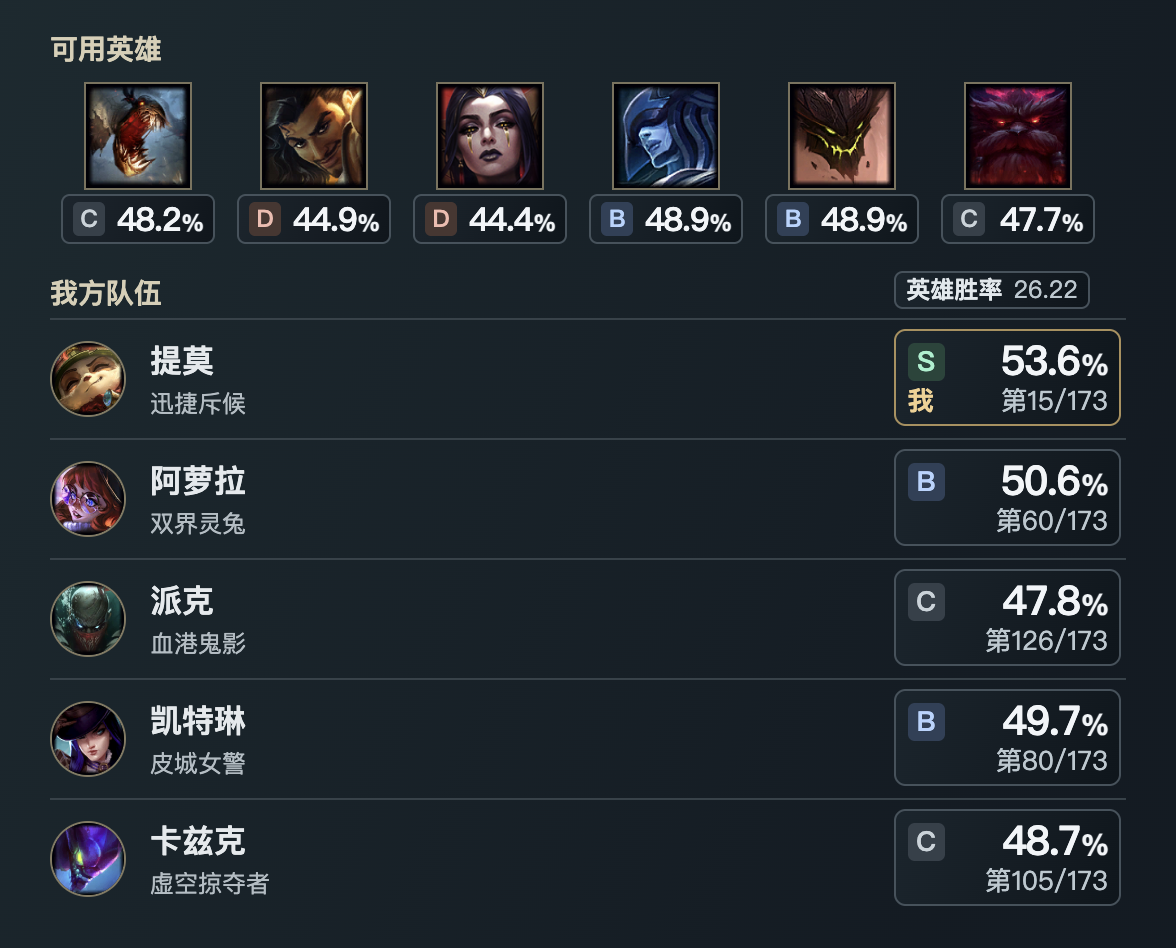 可用英雄
C 48.2% D 44.9% D 44.4% B 48.9% B 48.9% C 47.7%
我方队伍 英雄胜率 26.22
提莫 S 53.6%
迅捷斥候 我 第15/173
阿萝拉 B 50.6%
双界灵兔 第60/173
派克 C 47.8%
血港鬼影 第126/173
凯特琳 B 49.7%
皮城女警 第80/173
卡兹克 C 48.7%
虚空掠夺者 第105/173